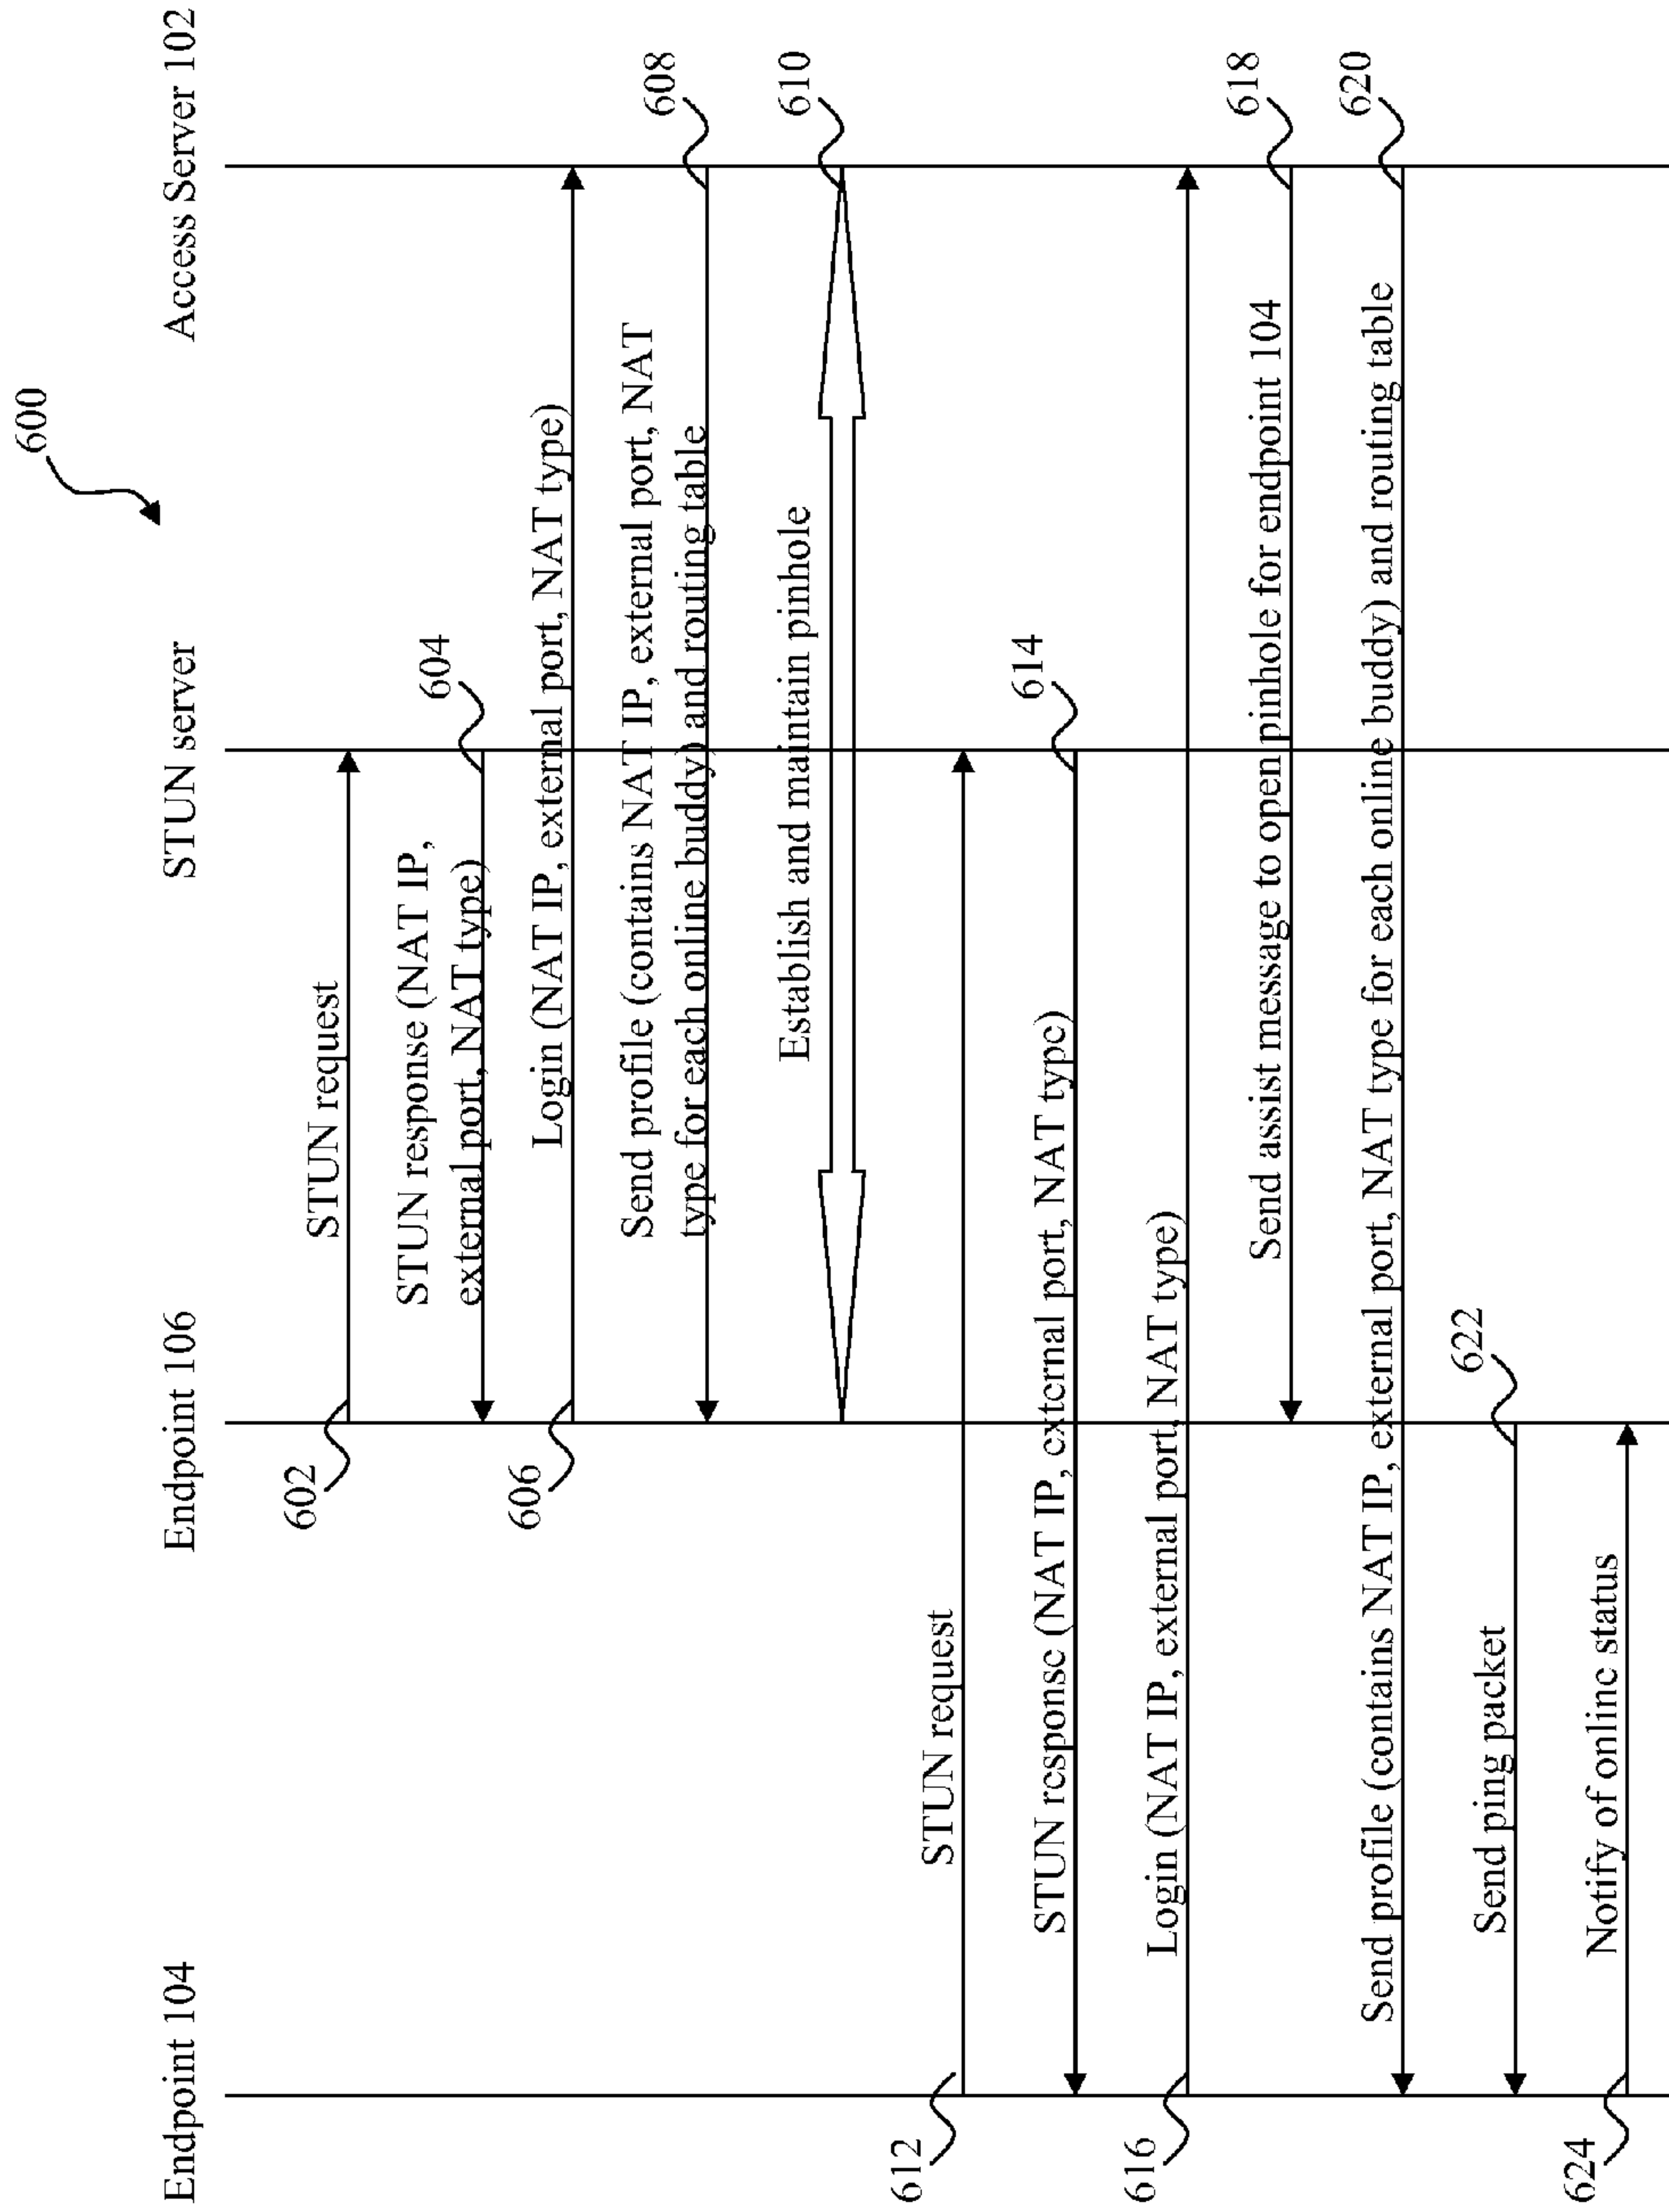 600
Endpoint 104
Endpoint 106
STUN server
Access Server 102
602
STUN request
STUN response (NAT IP,
external port, NAT type)
604
606
Login (NAT IP, external port, NAT type)
608
Send profile (contains NAT IP, external port, NAT
type for each online buddy) and routing table
610
Establish and maintain pinhole
612
STUN request
614
STUN response (NAT IP, external port, NAT type)
616
Login (NAT IP, external port, NAT type)
618
Send assist message to open pinhole for endpoint 104
620
Send profile (contains NAT IP, external port, NAT type for each online buddy) and routing table
622
Send ping packet
624
Notify of online status